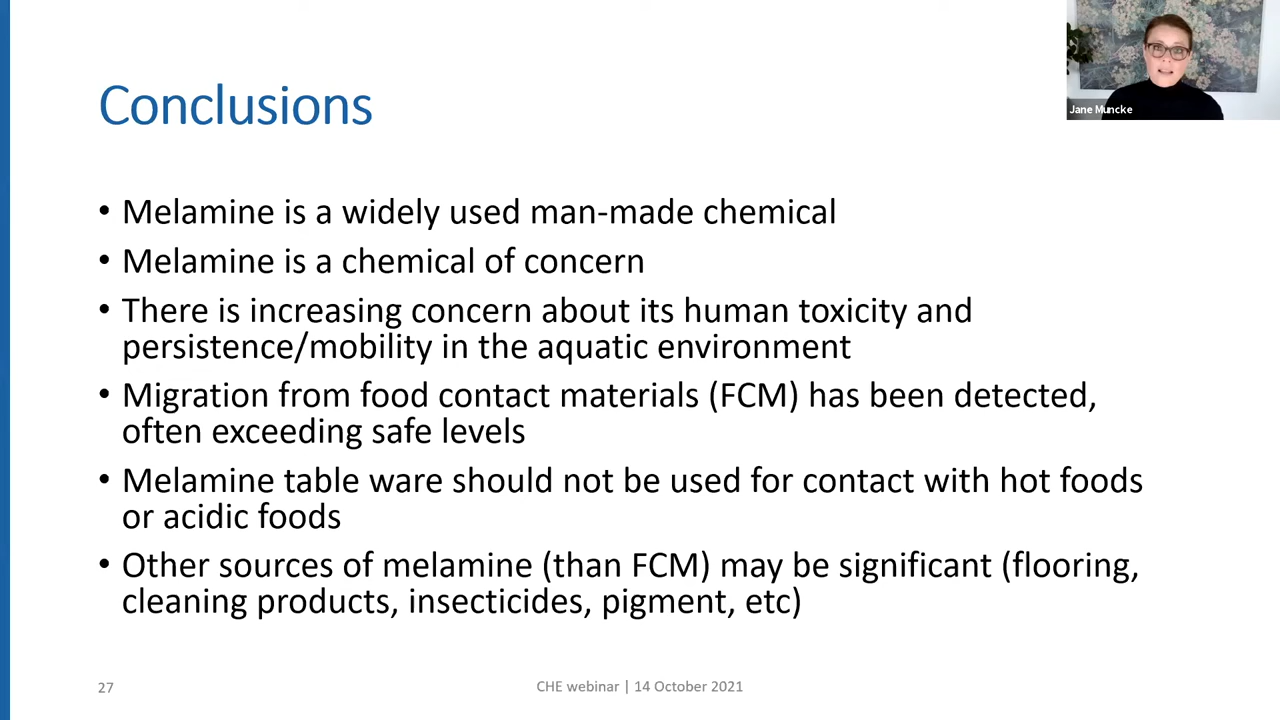 Jane Muncke
Conclusions
• Melamine is a widely used man-made chemical
• Melamine is a chemical of concern
• There is increasing concern about its human toxicity and
persistence/mobility in the aquatic environment
• Migration from food contact materials (FCM) has been detected,
often exceeding safe levels
• Melamine table ware should not be used for contact with hot foods
or acidic foods
• Other sources of melamine (than FCM) may be significant (flooring,
cleaning products, insecticides, pigment, etc)
27
CHE webinar | 14 October 2021